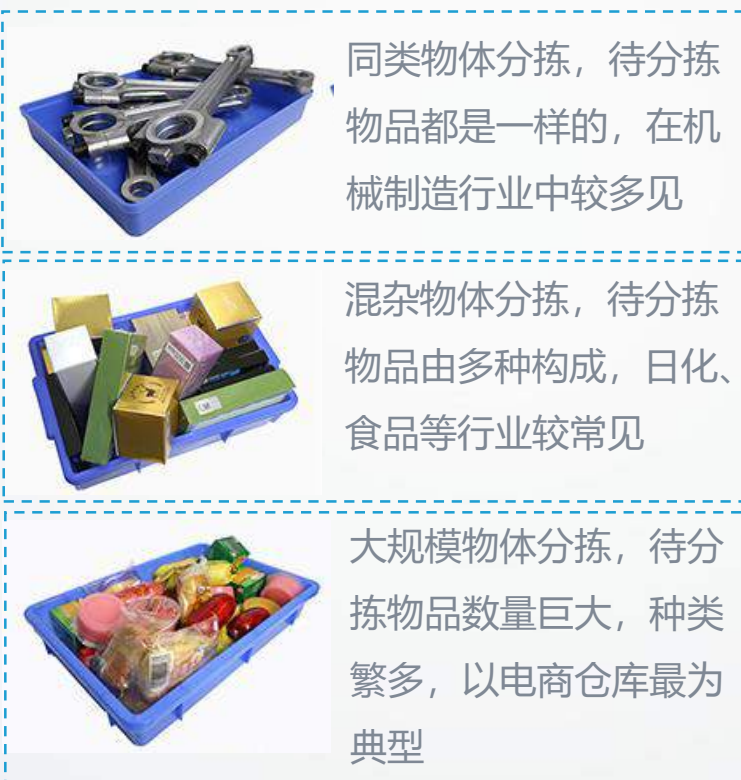 同类物体分拣，待分拣
物品都是一样的，在机
械制造行业中较多见
混杂物体分拣，待分拣
物品由多种构成，日化、
食品等行业较常见
大规模物体分拣，待分
拣物品数量巨大，种类
繁多，以电商仓库最为
典型